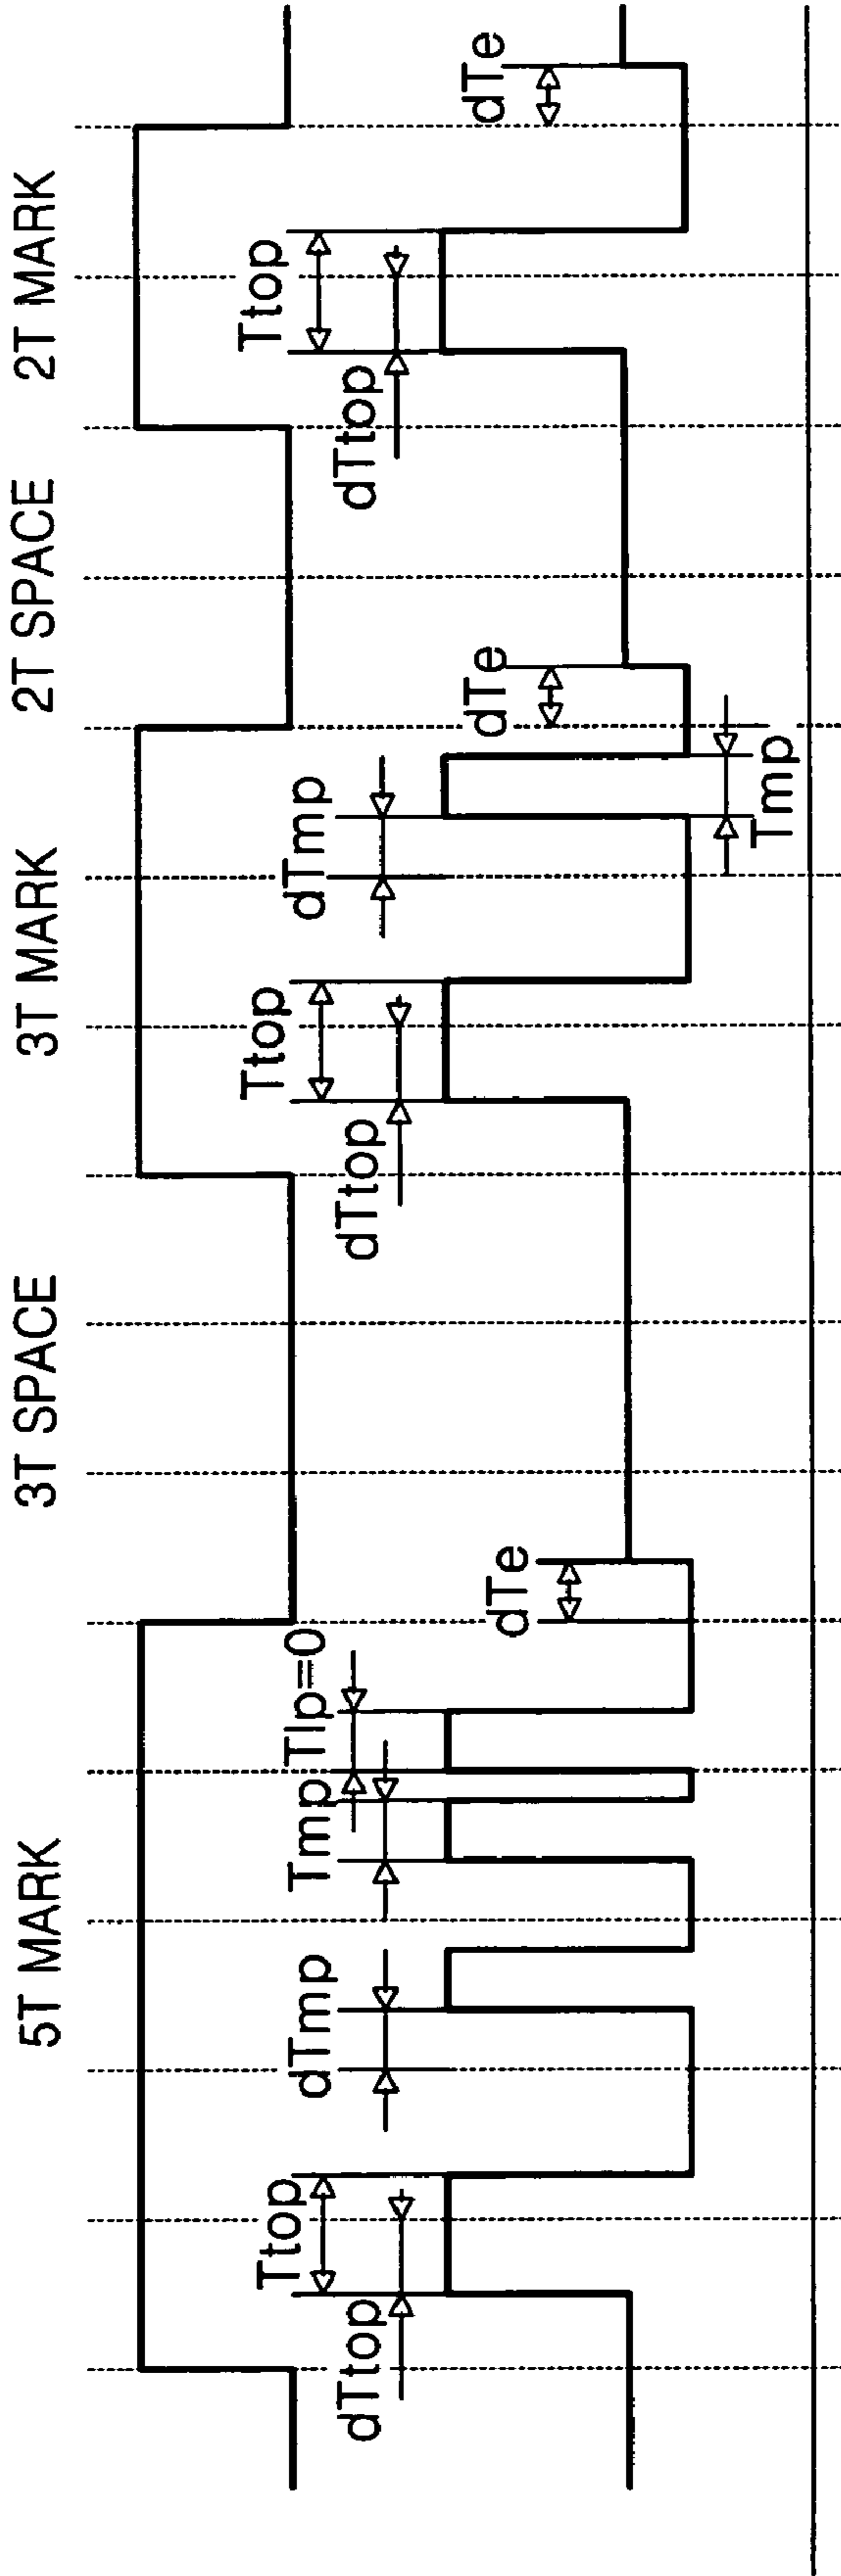 5T MARK
3T SPACE
3T MARK
2T SPACE
2T MARK
Ttop
Ttop
Ttop
dTmp
Tmp
Tlp=0
dTmp
dTtop
dTtop
dTtop
dTe
dTe
dTe
Tmp